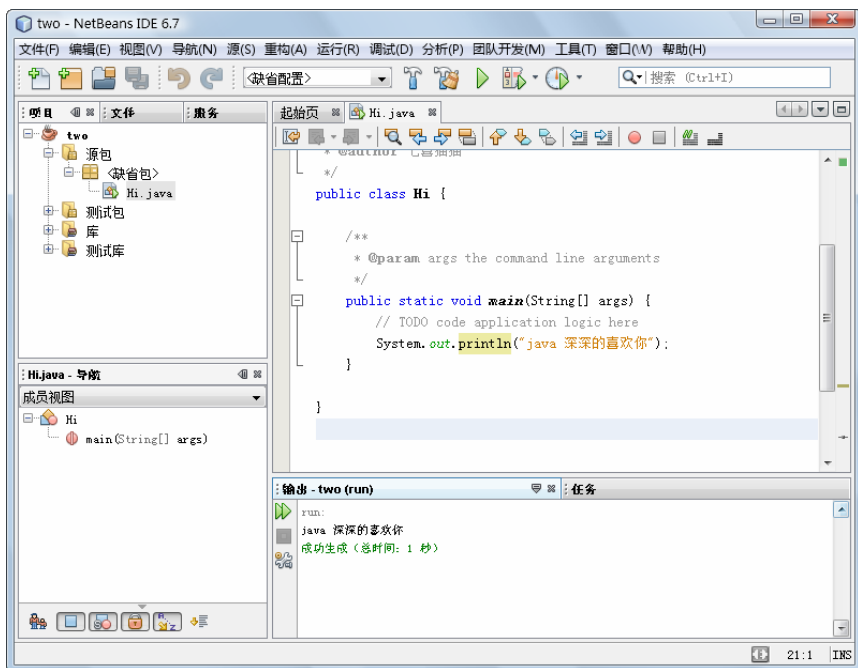 two - NetBeans IDE 6.7
文件(F) 编辑(E) 视图(V) 导航(N) 源(S) 重构(A) 运行(R) 调试(D) 分析(P) 团队开发(M) 工具(T) 窗口(W) 帮助(H)
<缺省配置>
搜索 (Ctrl+I)
项目 文件 服务
two
源包
<缺省包>
Hi.java
测试包
库
测试库
起始页 Hi.java
*/
public class Hi {
/**
* @param args the command line arguments
*/
public static void main(String[] args) {
// TODO code application logic here
System.out.println("java 深深的喜欢你");
}
}
Hi.java - 导航
成员视图
Hi
main(String[] args)
输出 - two (run) 任务
run:
java 深深的喜欢你
成功生成（总时间：1 秒）
21:1 INS